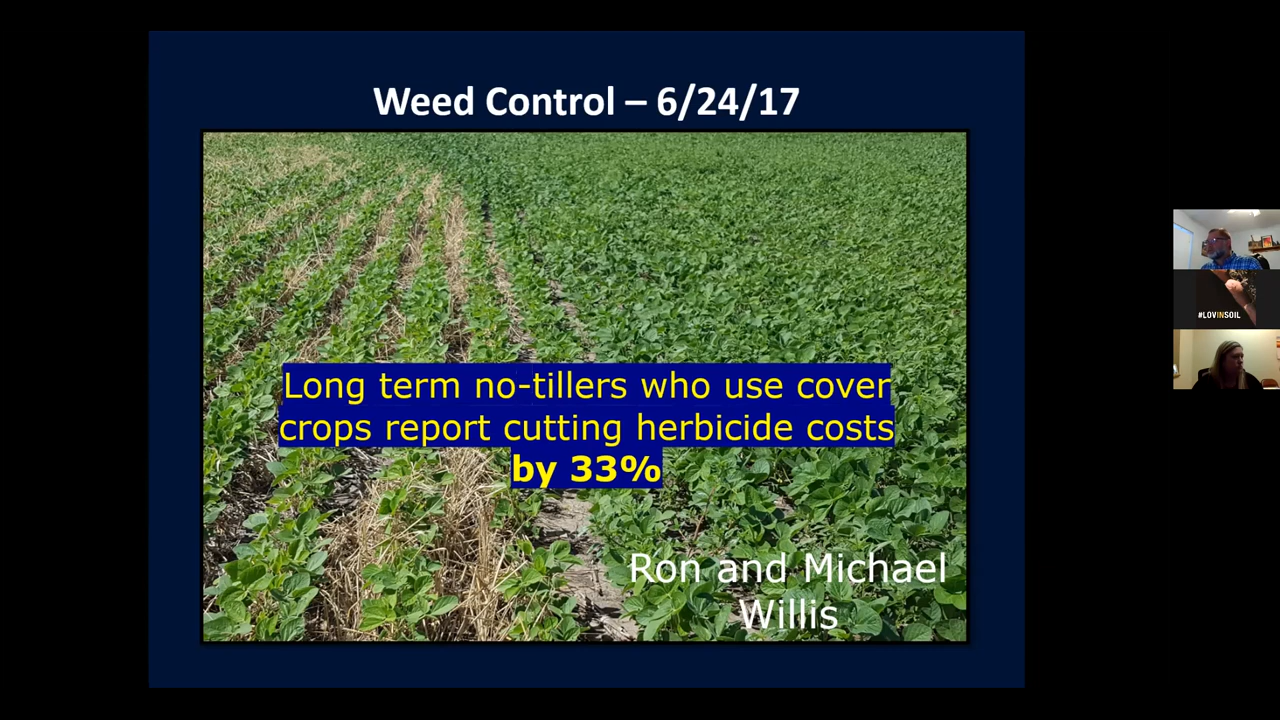 Weed Control – 6/24/17
Long term no-tillers who use cover
crops report cutting herbicide costs
by 33%
Ron and Michael
Willis
#LOVINSOIL